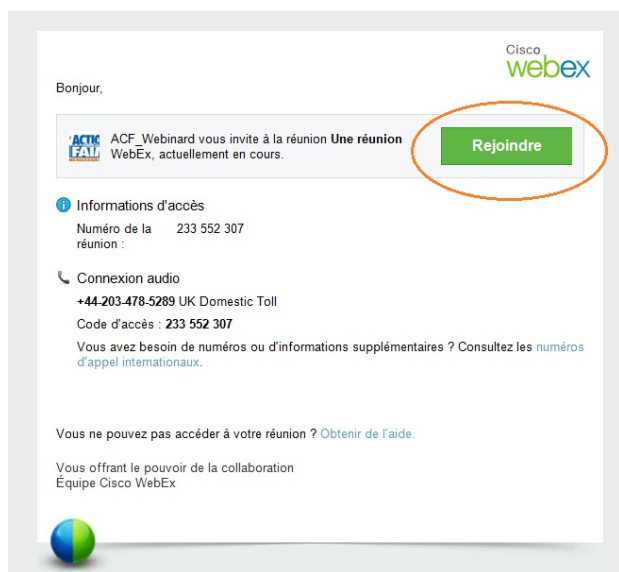 Cisco
webex
Bonjour,
ACF_Webinard vous invite à la réunion Une réunion
WebEx, actuellement en cours.
Rejoindre
Informations d'accès
Numéro de la 233 552 307
réunion :
Connexion audio
+44-203-478-5289 UK Domestic Toll
Code d'accès : 233 552 307
Vous avez besoin de numéros ou d'informations supplémentaires ? Consultez les numéros
d'appel internationaux.
Vous ne pouvez pas accéder à votre réunion ? Obtenir de l'aide.
Vous offrant le pouvoir de la collaboration
Équipe Cisco WebEx